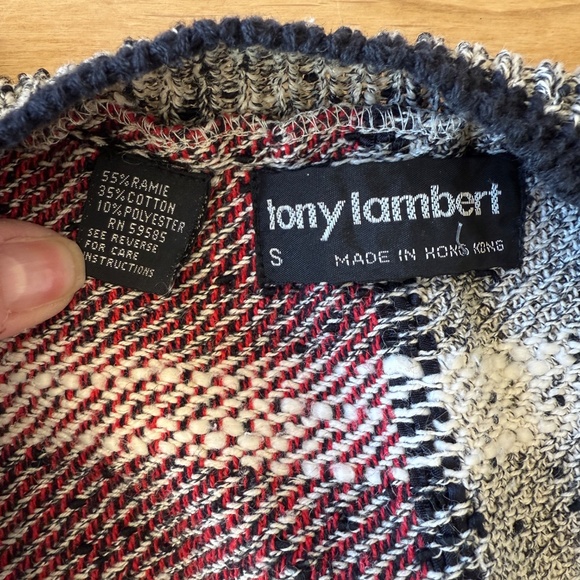 55% RAMIE
35% COTTON
10% POLYESTER
RN 59585
SEE REVERSE
FOR CARE
INSTRUCTIONS
tony lambert
S MADE IN HONG KONG